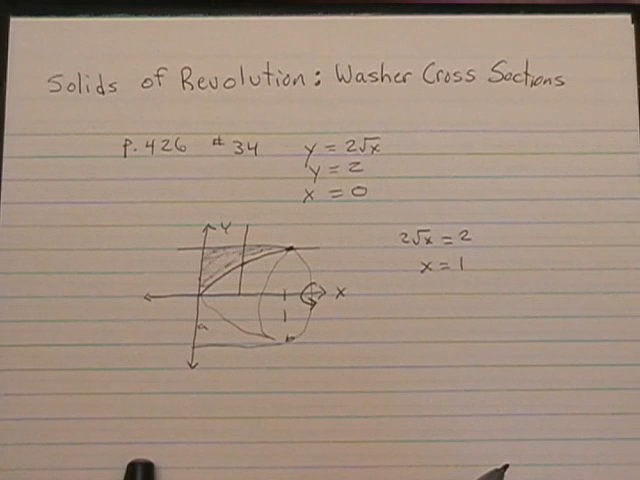 Solids of Revolution: Washer Cross Sections
p. 426 # 34
y = 2√x
y = 2
x = 0
2√x = 2
x = 1
y
x
1
a
b